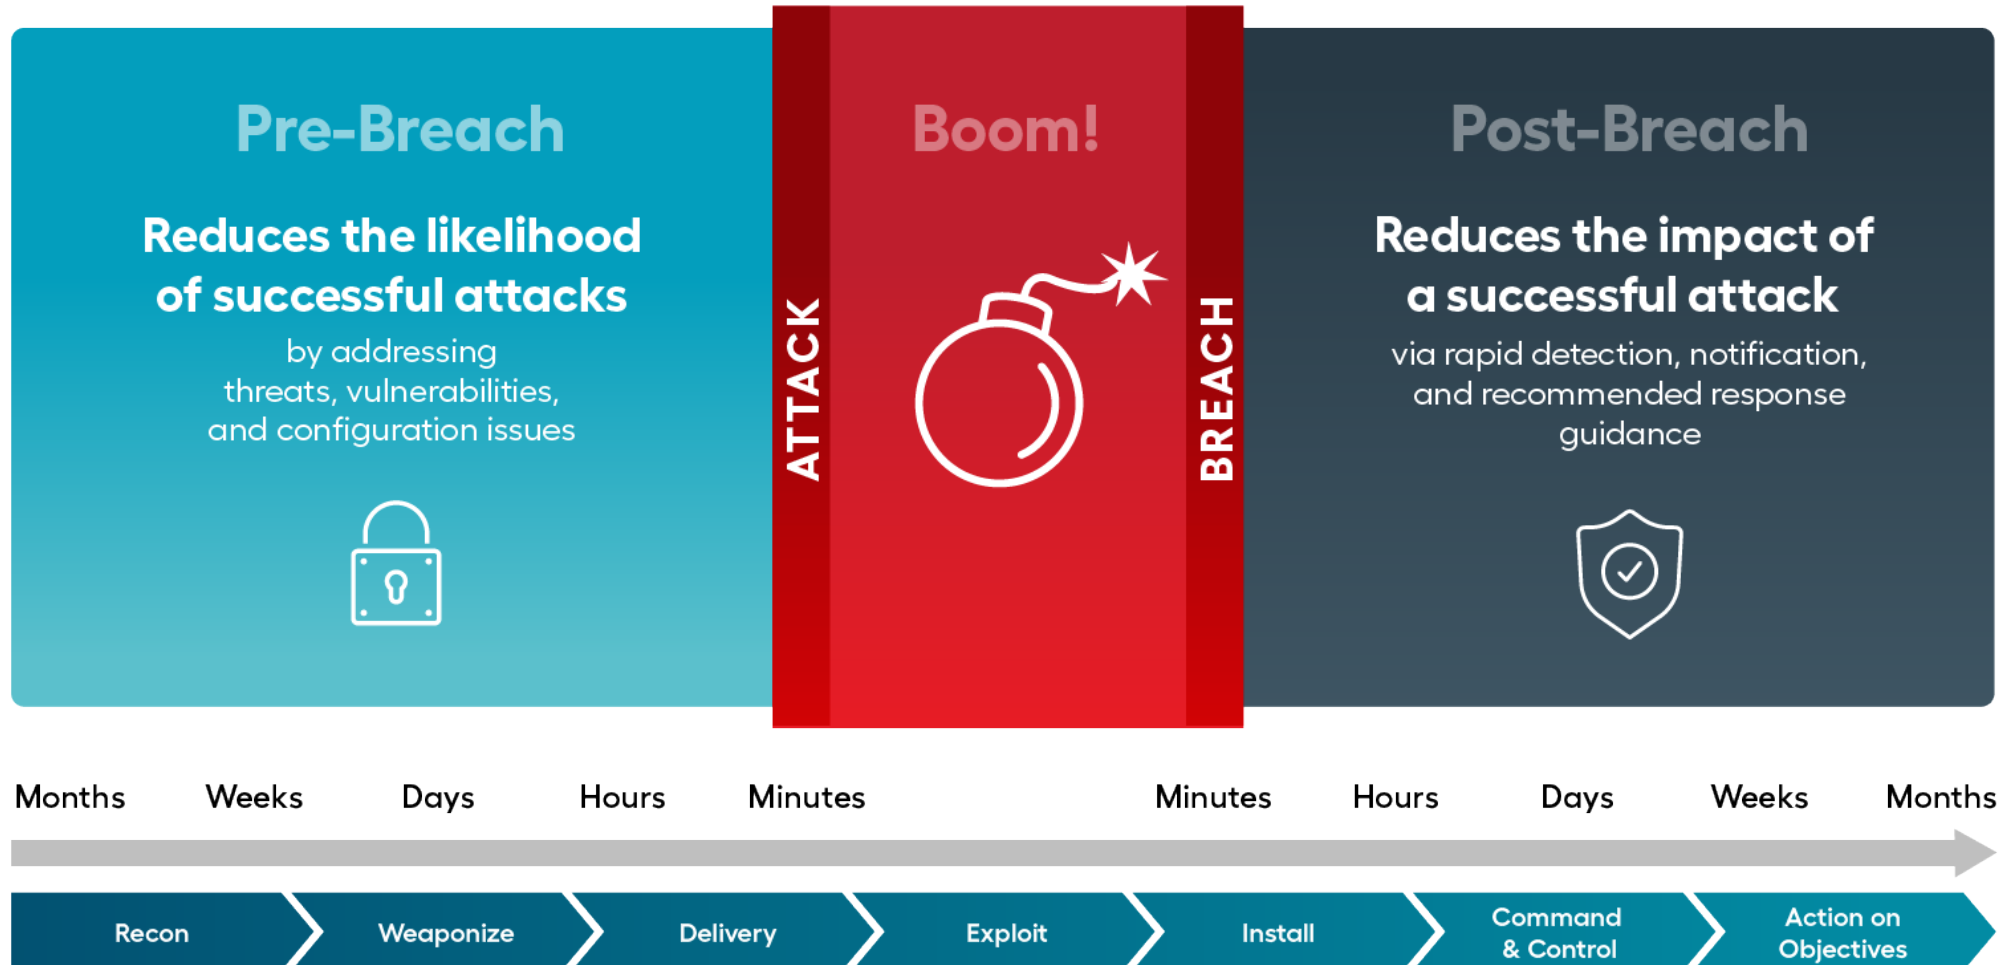 Pre-Breach
Reduces the likelihood
of successful attacks
by addressing
threats, vulnerabilities,
and configuration issues
ATTACK
Boom!
BREACH
Post-Breach
Reduces the impact of
a successful attack
via rapid detection, notification,
and recommended response
guidance
Months Weeks Days Hours Minutes Minutes Hours Days Weeks Months
Recon
Weaponize
Delivery
Exploit
Install
Command
& Control
Action on
Objectives